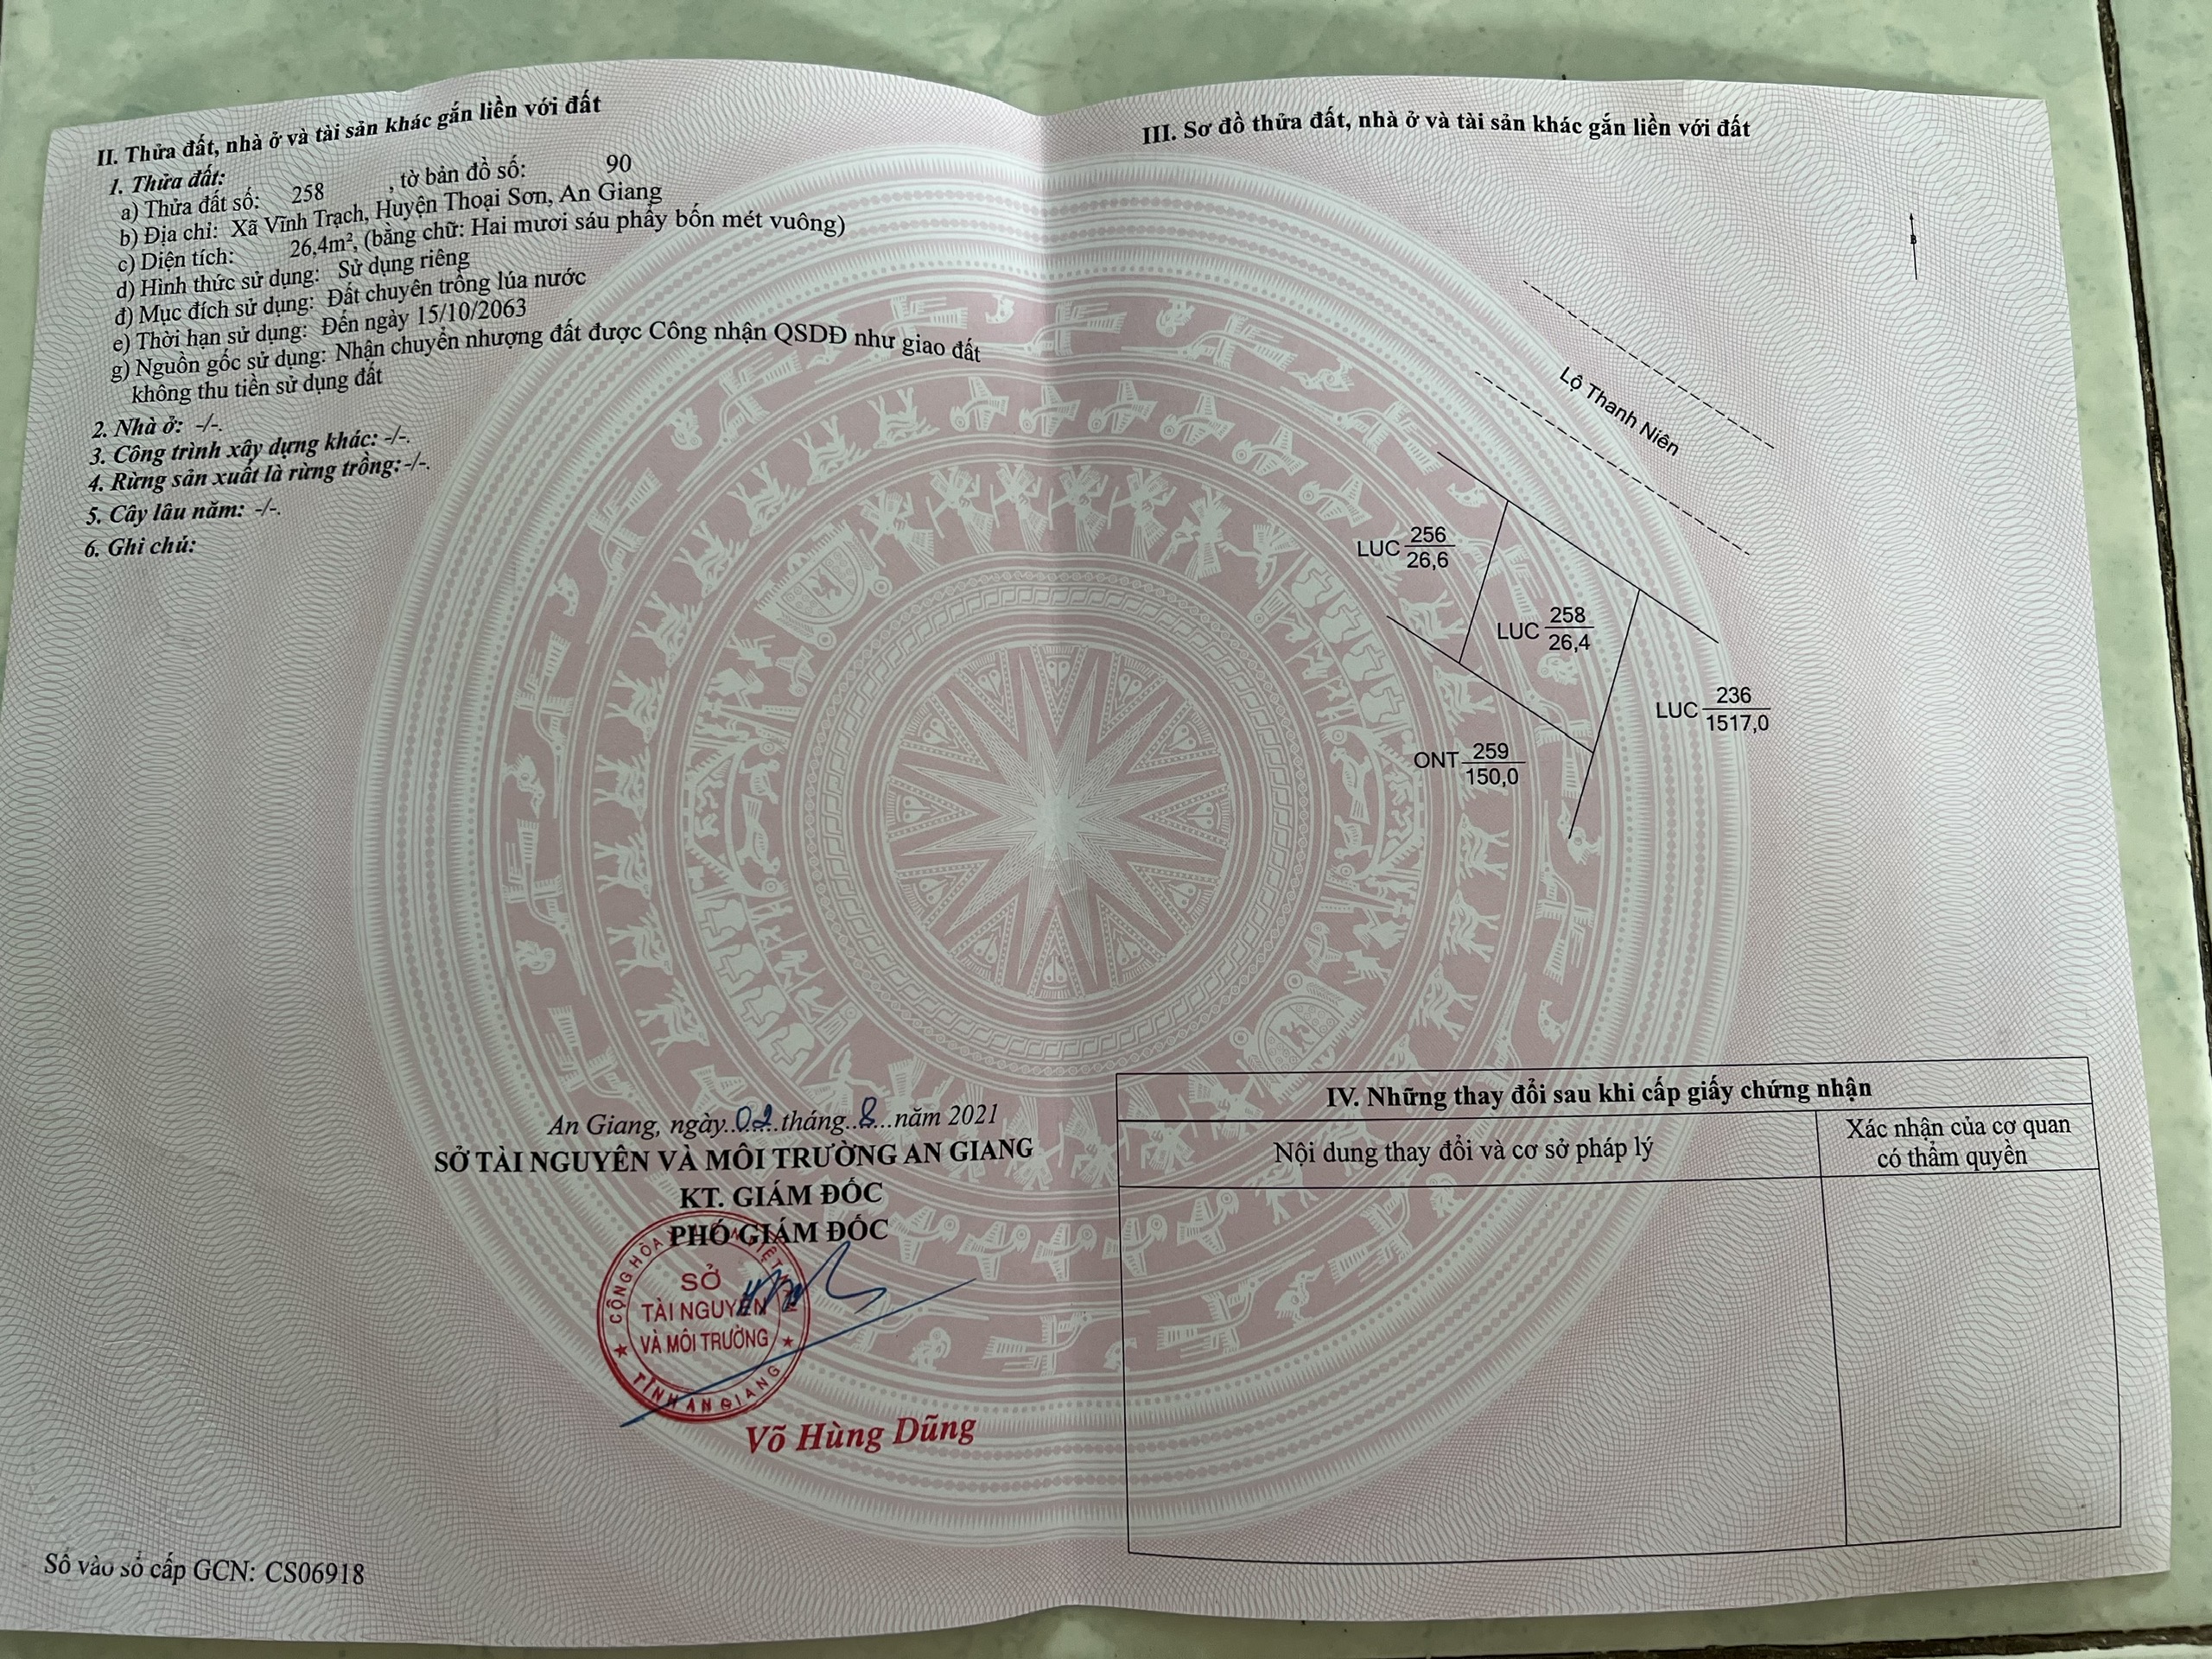 II. Thửa đất, nhà ở và tài sản khác gắn liền với đất
1. Thửa đất:
a) Thửa đất số: 258 , tờ bản đồ số: 90
b) Địa chỉ: Xã Vĩnh Trạch, Huyện Thoại Sơn, An Giang
c) Diện tích: 26,4m², (bằng chữ: Hai mươi sáu phẩy bốn mét vuông)
d) Hình thức sử dụng: Sử dụng riêng
đ) Mục đích sử dụng: Đất chuyên trồng lúa nước
e) Thời hạn sử dụng: Đến ngày 15/10/2063
g) Nguồn gốc sử dụng: Nhận chuyển nhượng đất được Công nhận QSDĐ như giao đất
không thu tiền sử dụng đất
2. Nhà ở: -/-.
3. Công trình xây dựng khác: -/-.
4. Rừng sản xuất là rừng trồng:-/-.
5. Cây lâu năm: -/-.
6. Ghi chú:
An Giang, ngày..02....tháng..8...năm 2021
SỞ TÀI NGUYÊN VÀ MÔI TRƯỜNG AN GIANG
KT. GIÁM ĐỐC
PHÓ GIÁM ĐỐC
CỘNG HÒA
SỞ
TÀI NGUYÊN
VÀ MÔI TRƯỜNG
TỈNH AN GIANG
Võ Hùng Dũng
Số vào sổ cấp GCN: CS06918
III. Sơ đồ thửa đất, nhà ở và tài sản khác gắn liền với đất
B
Lộ Thanh Niên
LUC 256
26,6
LUC 258
26,4
LUC 236
1517,0
ONT 259
150,0
IV. Những thay đổi sau khi cấp giấy chứng nhận
Nội dung thay đổi và cơ sở pháp lý
Xác nhận của cơ quan
có thẩm quyền